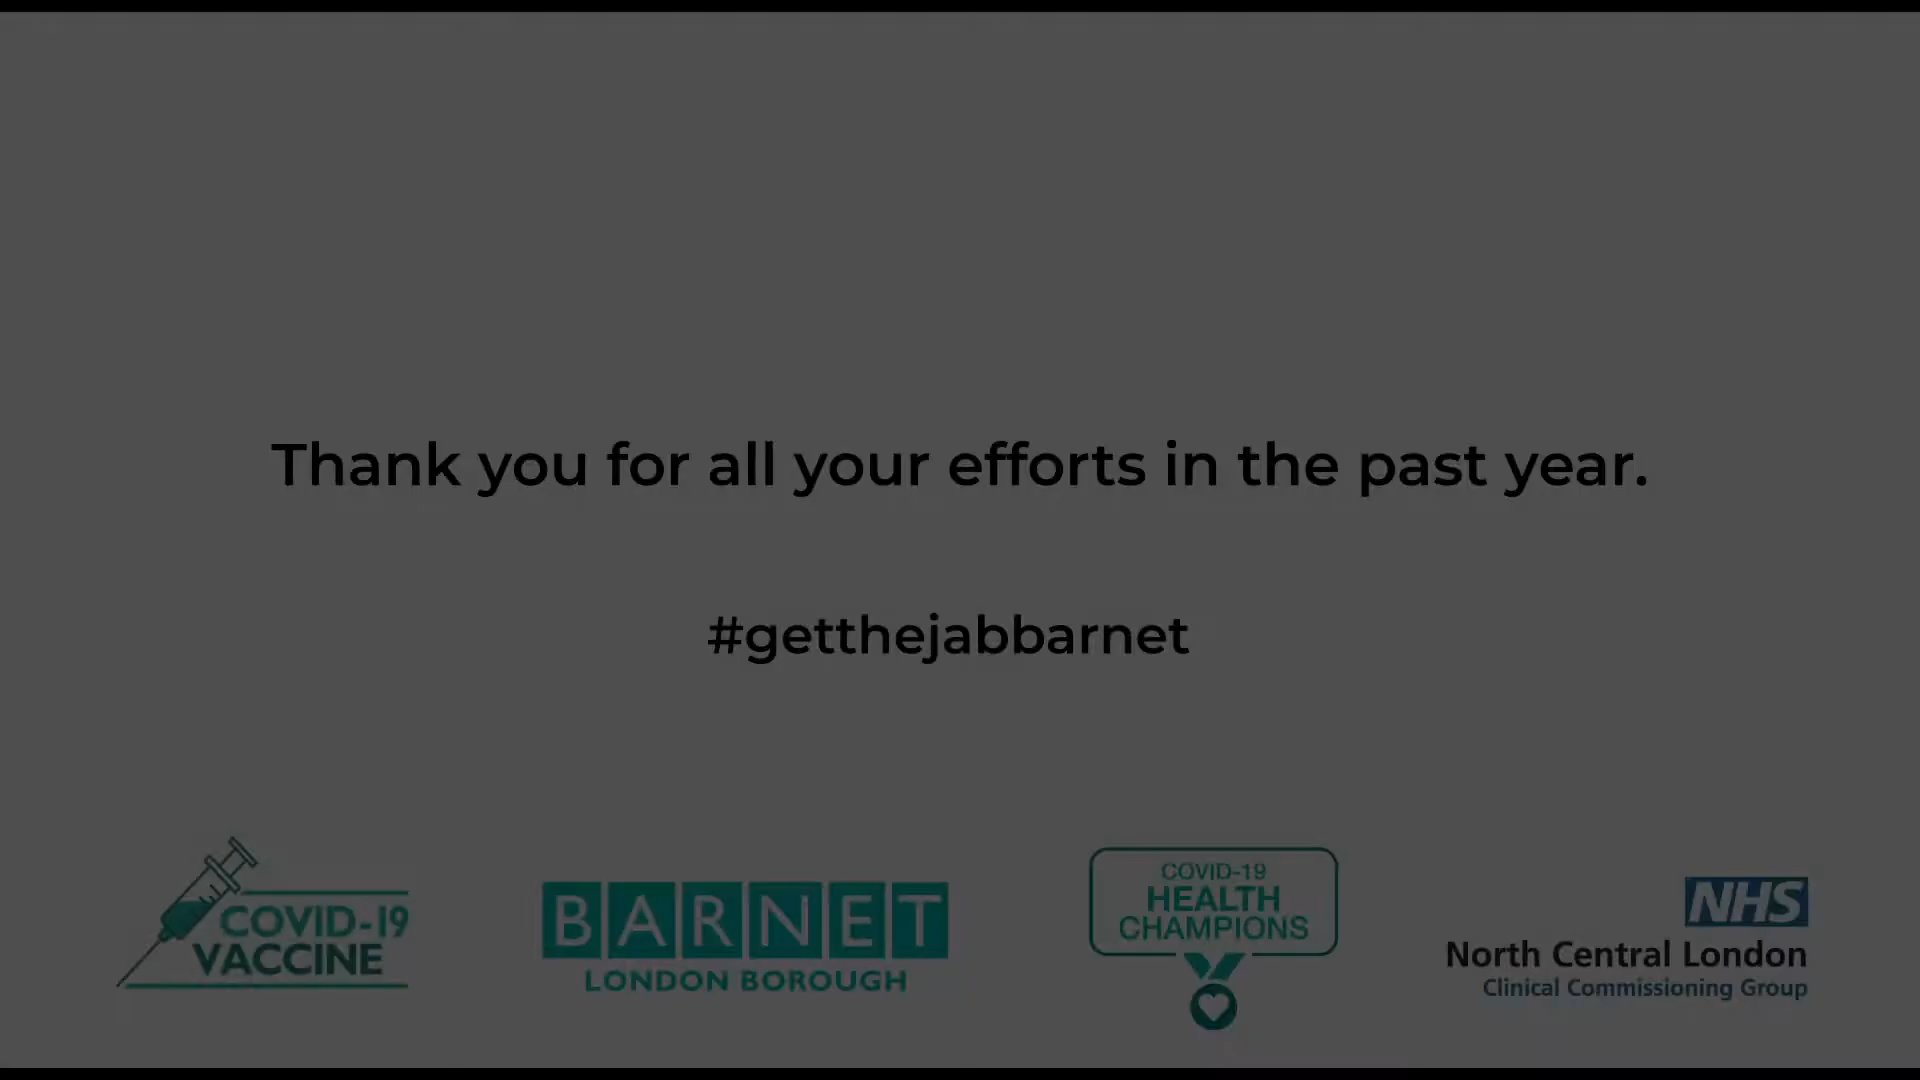 Thank you for all your efforts in the past year.
#getthejabbarnet
COVID-19
VACCINE
BARNET
LONDON BOROUGH
COVID-19
HEALTH
CHAMPIONS
NHS
North Central London
Clinical Commissioning Group